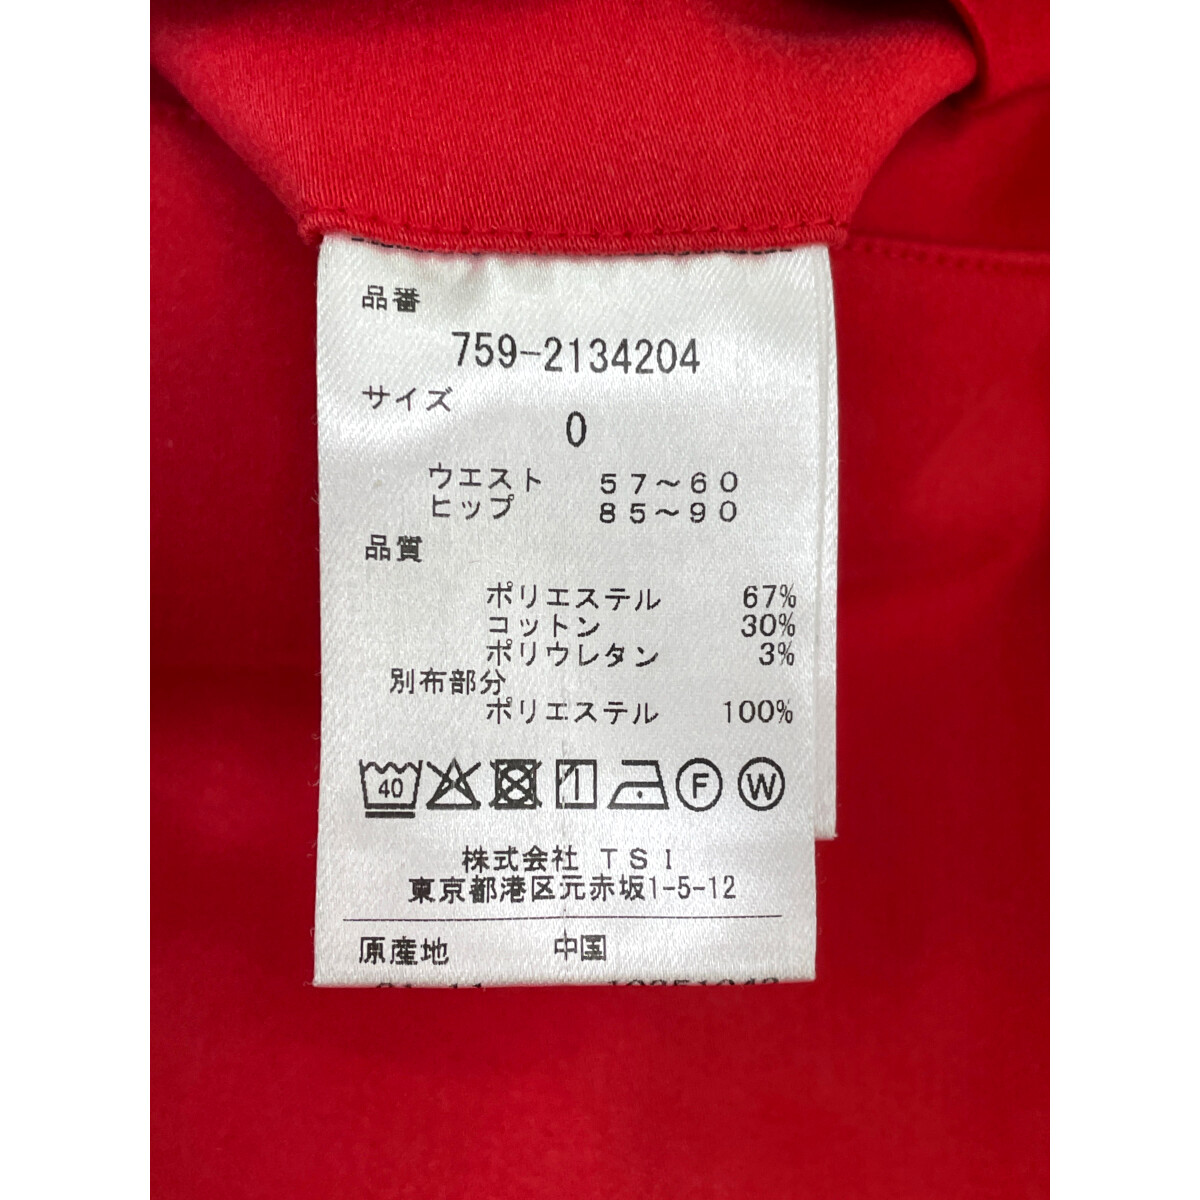 品番
759-2134204
サイズ
0
ウエスト 57～60
ヒップ 85～90
品質
ポリエステル 67%
コットン 30%
ポリウレタン 3%
別布部分
ポリエステル 100%
40 F W
株式会社 TSI
東京都港区元赤坂1-5-12
原産地 中国